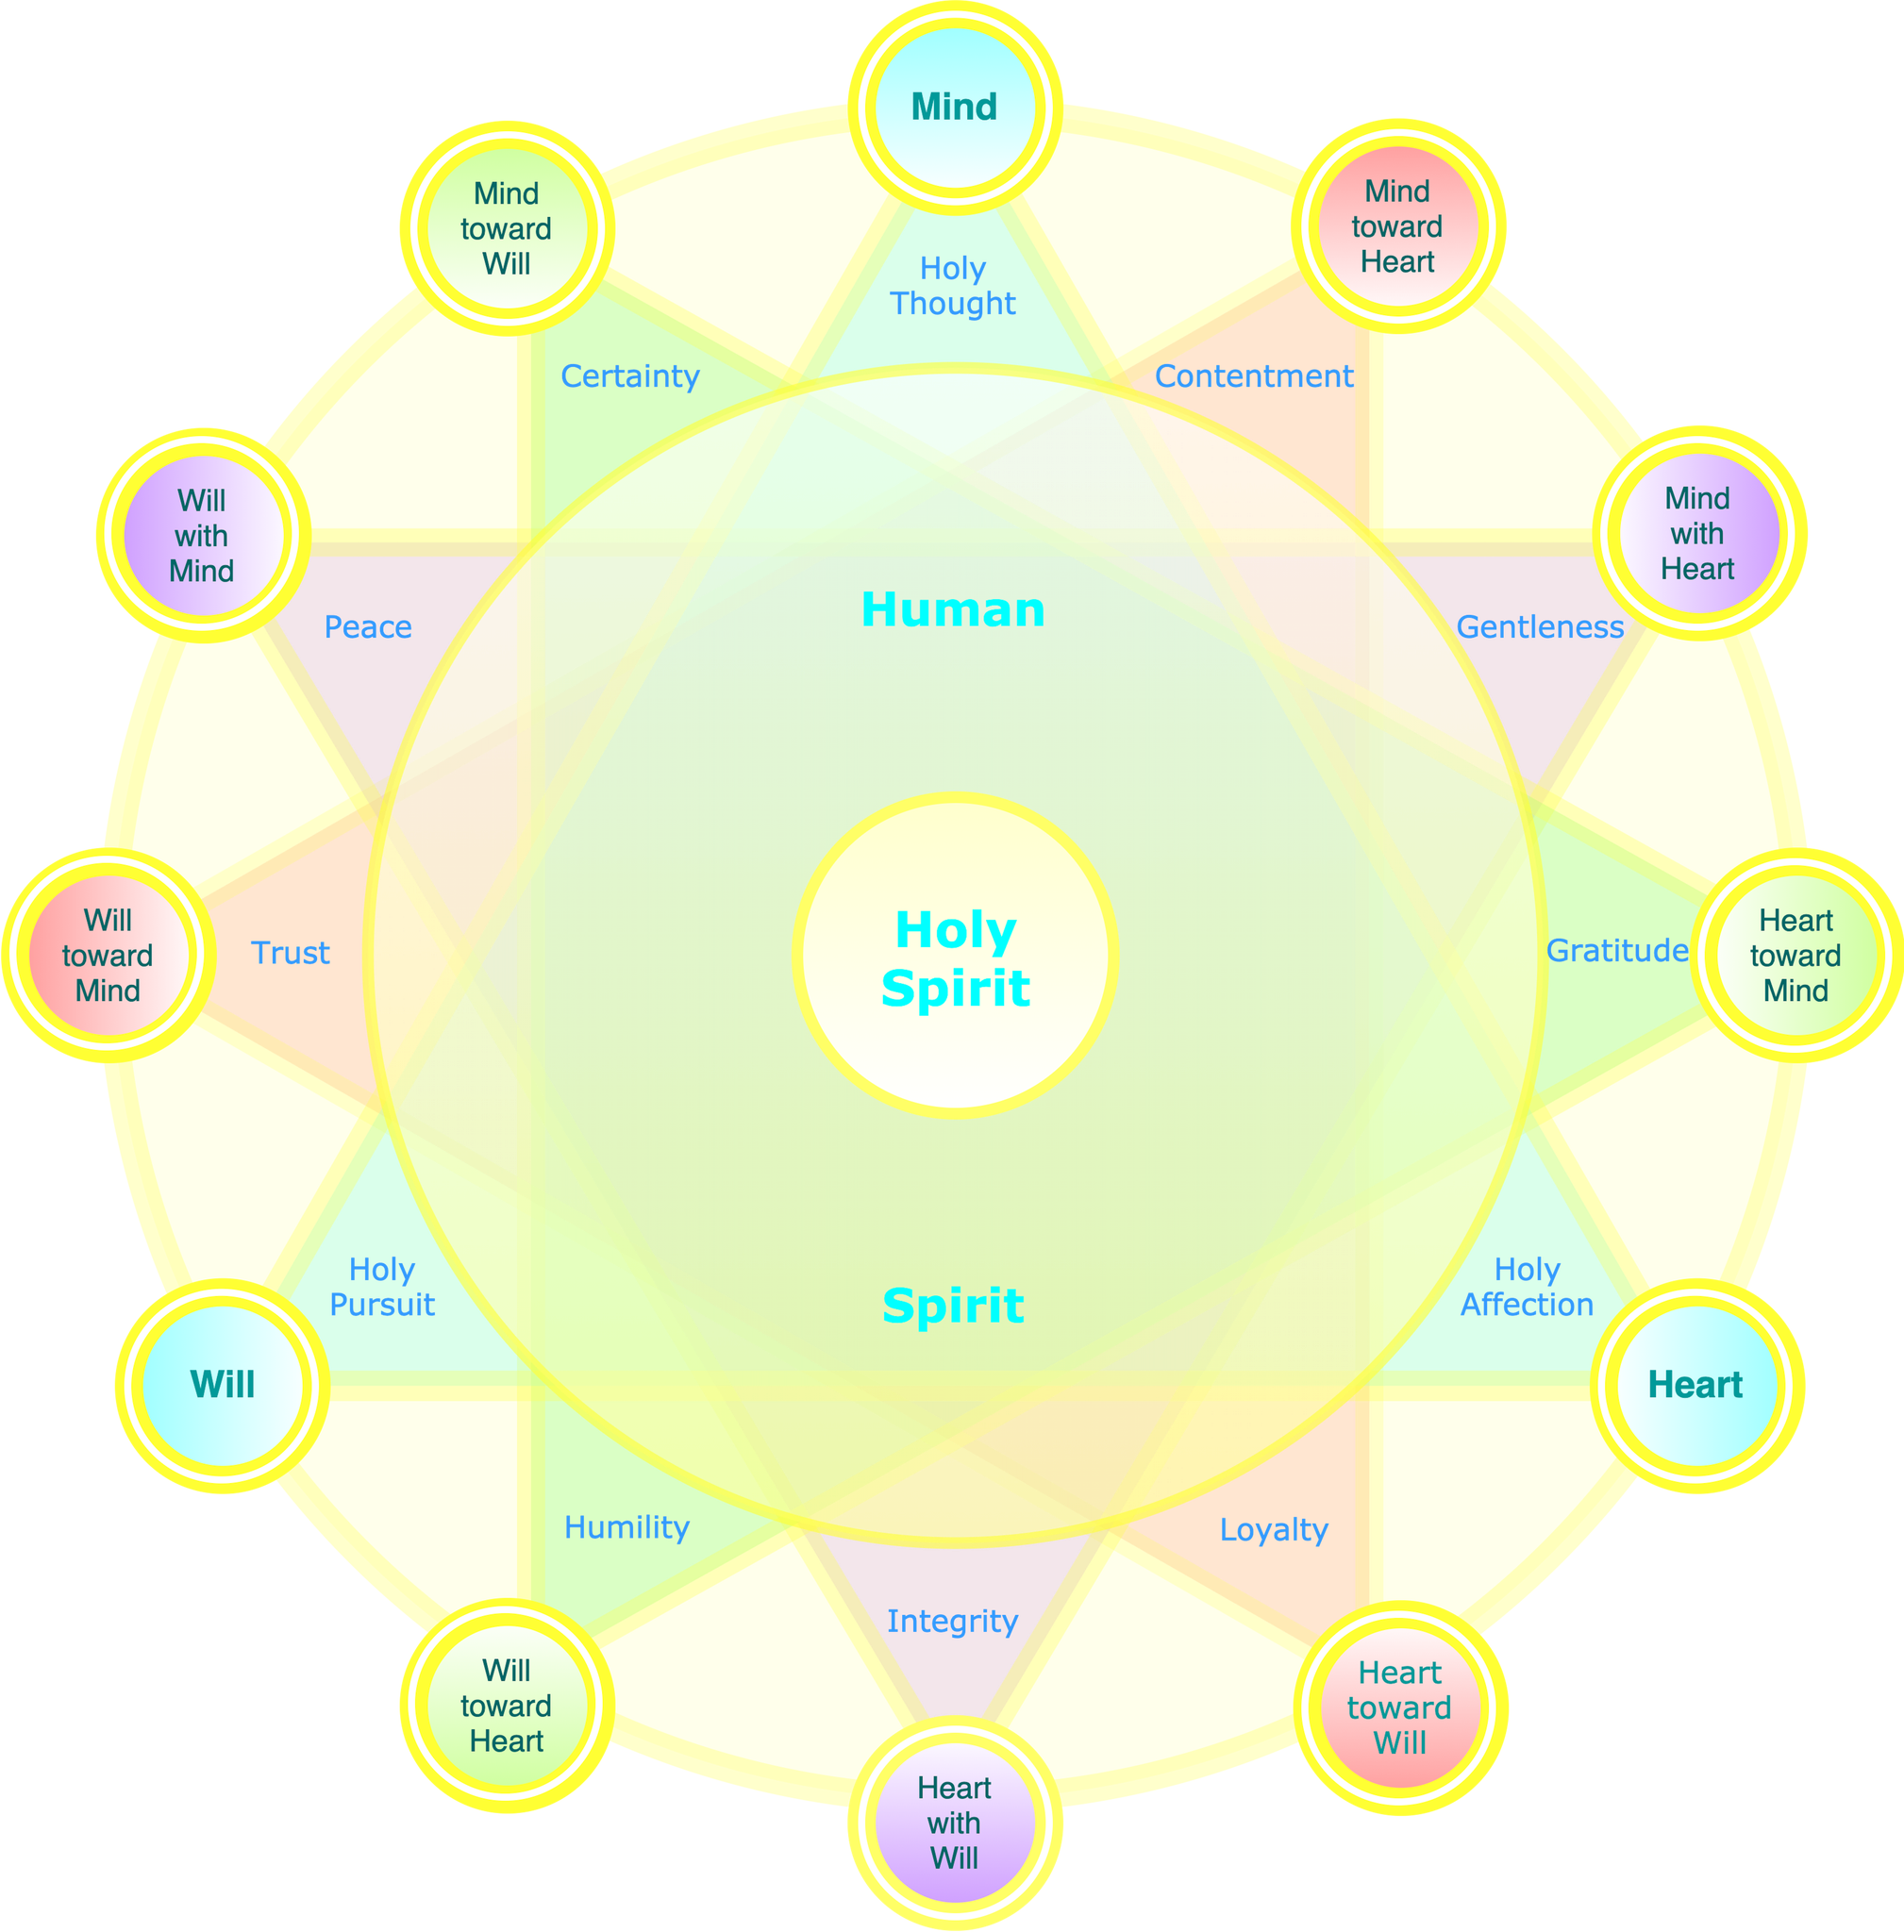 Mind
Mind
toward
Will
Mind
toward
Heart
Holy
Thought
Certainty
Contentment
Will
with
Mind
Mind
with
Heart
Peace
Human
Gentleness
Will
toward
Mind
Trust
Holy
Spirit
Gratitude
Heart
toward
Mind
Holy
Pursuit
Spirit
Holy
Affection
Will
Heart
Humility
Loyalty
Integrity
Will
toward
Heart
Heart
toward
Will
Heart
with
Will